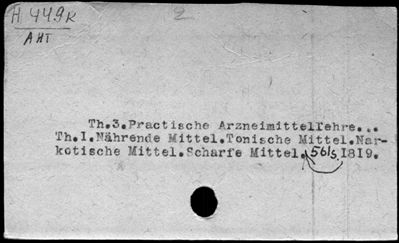 H 449k
AHT
2
Th.3.Practische Arzneimittellehre...
Th.I.Nährende Mittel.Tonische Mittel.Nar-
kotische Mittel.Scharfe Mittel. 561s. 1819.